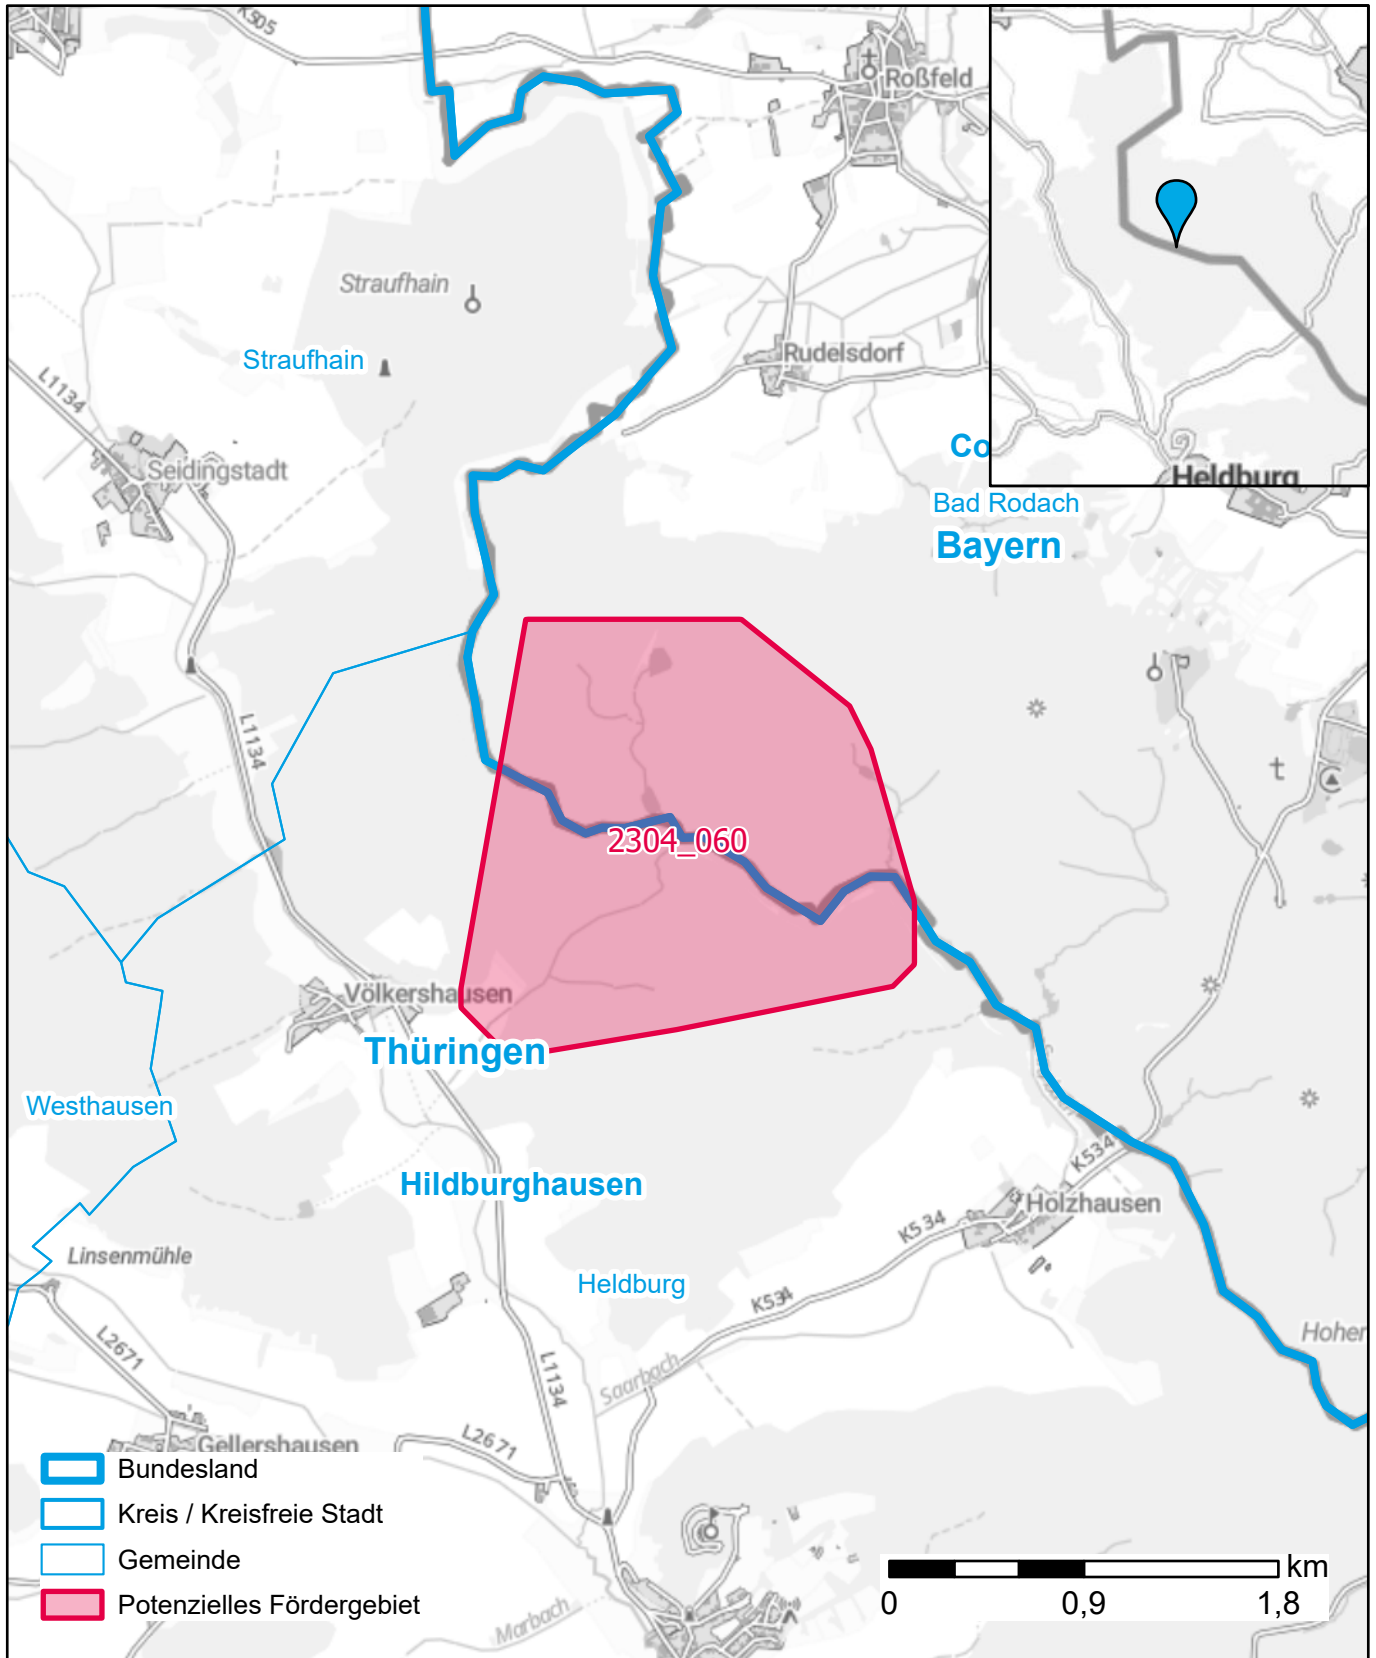 K505
Roßfeld
Straufhain
Straufhain
Rudelsdorf
L1134
Seidingstadt
Co
Bad Rodach
Bayern
Heldburg
L1134
2304_060
Völkershausen
Thüringen
Westhausen
K534
Hildburghausen
Holzhausen
K534
Linsenmühle
Heldburg
K534
Hoher
L2671
L1134
Saarbach
Gellershausen
L2671
Marbach
Bundesland
Kreis / Kreisfreie Stadt
Gemeinde
Potenzielles Fördergebiet
km
0 0,9 1,8